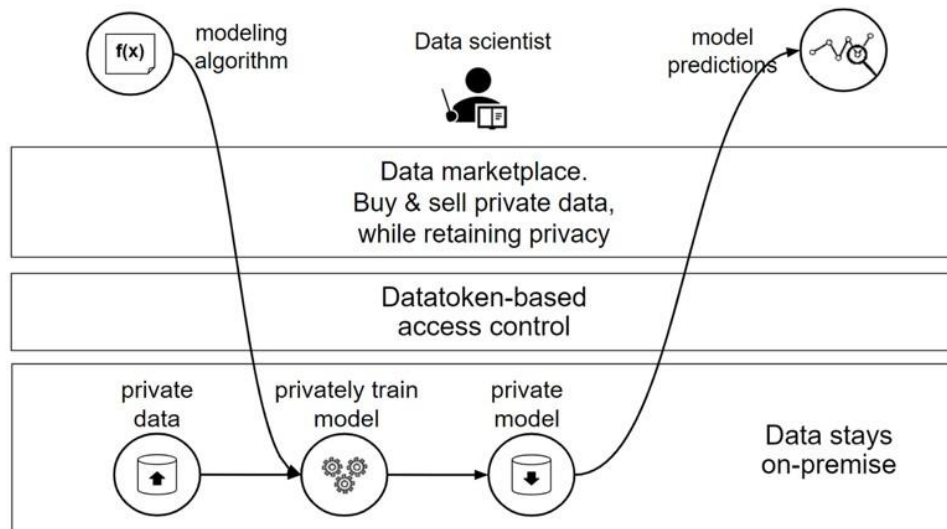 f(x)
modeling
algorithm
Data scientist
model
predictions
Data marketplace.
Buy & sell private data,
while retaining privacy
Datatoken-based
access control
private
data
privately train
model
private
model
Data stays
on-premise